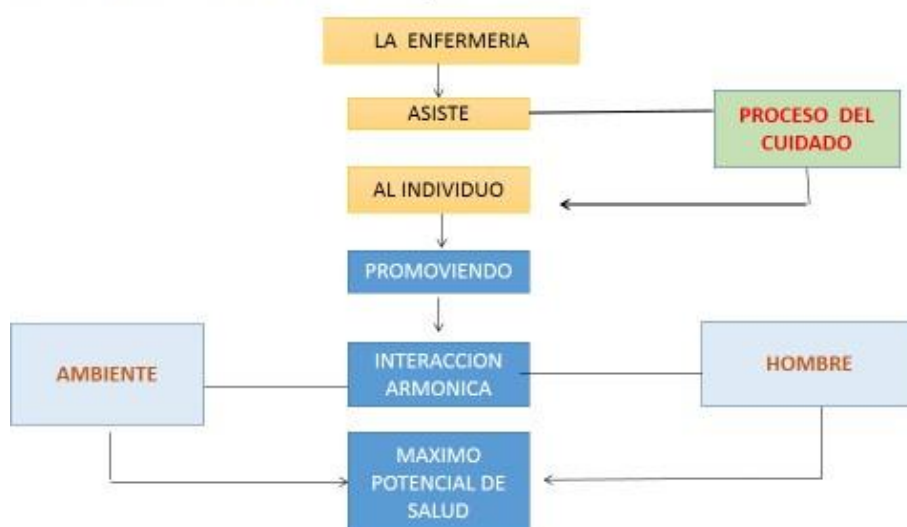 LA ENFERMERIA
ASISTE
PROCESO DEL
CUIDADO
AL INDIVIDUO
PROMOVIENDO
AMBIENTE
INTERACCION
ARMONICA
HOMBRE
MAXIMO
POTENCIAL DE
SALUD